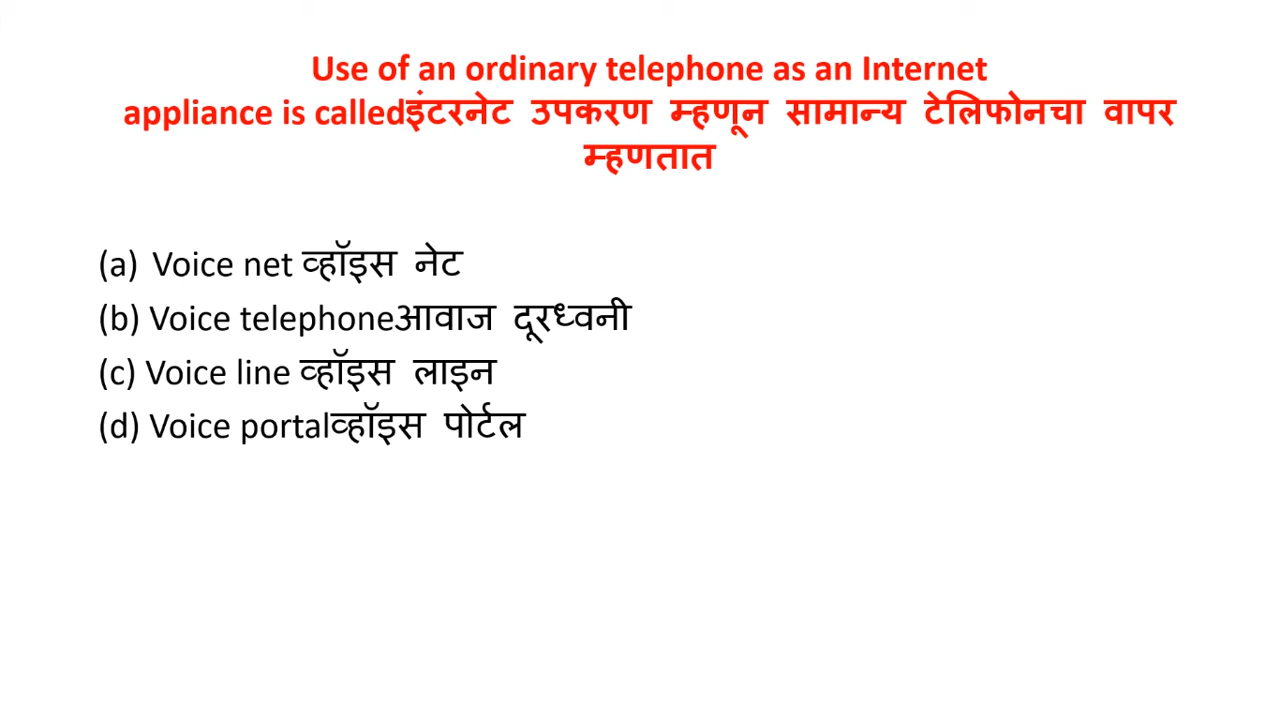 Use of an ordinary telephone as an Internet
appliance is calledइंटरनेट उपकरण म्हणून सामान्य टेलिफोनचा वापर
म्हणतात
(a) Voice net व्हॉइस नेट
(b) Voice telephoneआवाज दूरध्वनी
(c) Voice line व्हॉइस लाइन
(d) Voice portalव्हॉइस पोर्टल